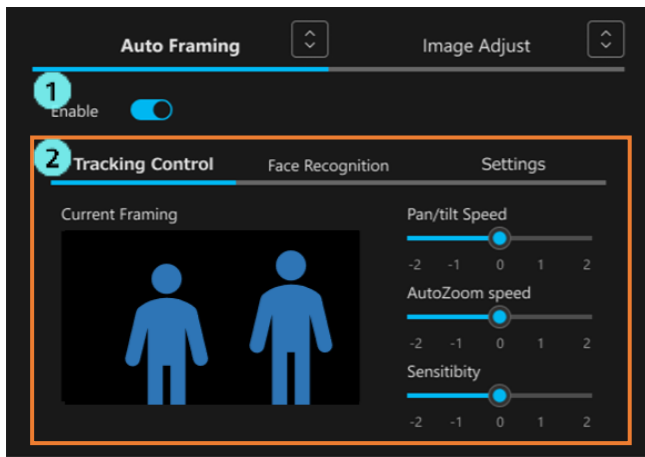 Auto Framing Image Adjust
1
Enable
2 Tracking Control Face Recognition Settings
Current Framing
Pan/tilt Speed
-2 -1 0 1 2
AutoZoom speed
-2 -1 0 1 2
Sensitibity
-2 -1 0 1 2